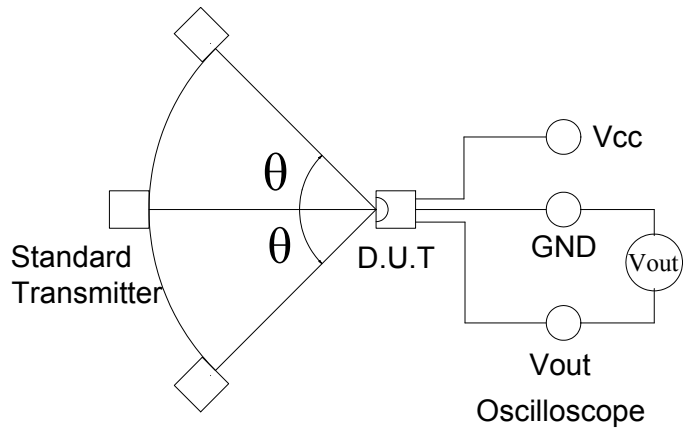 θ
θ
Standard
Transmitter
D.U.T
Vcc
GND
Vout
Vout
Oscilloscope